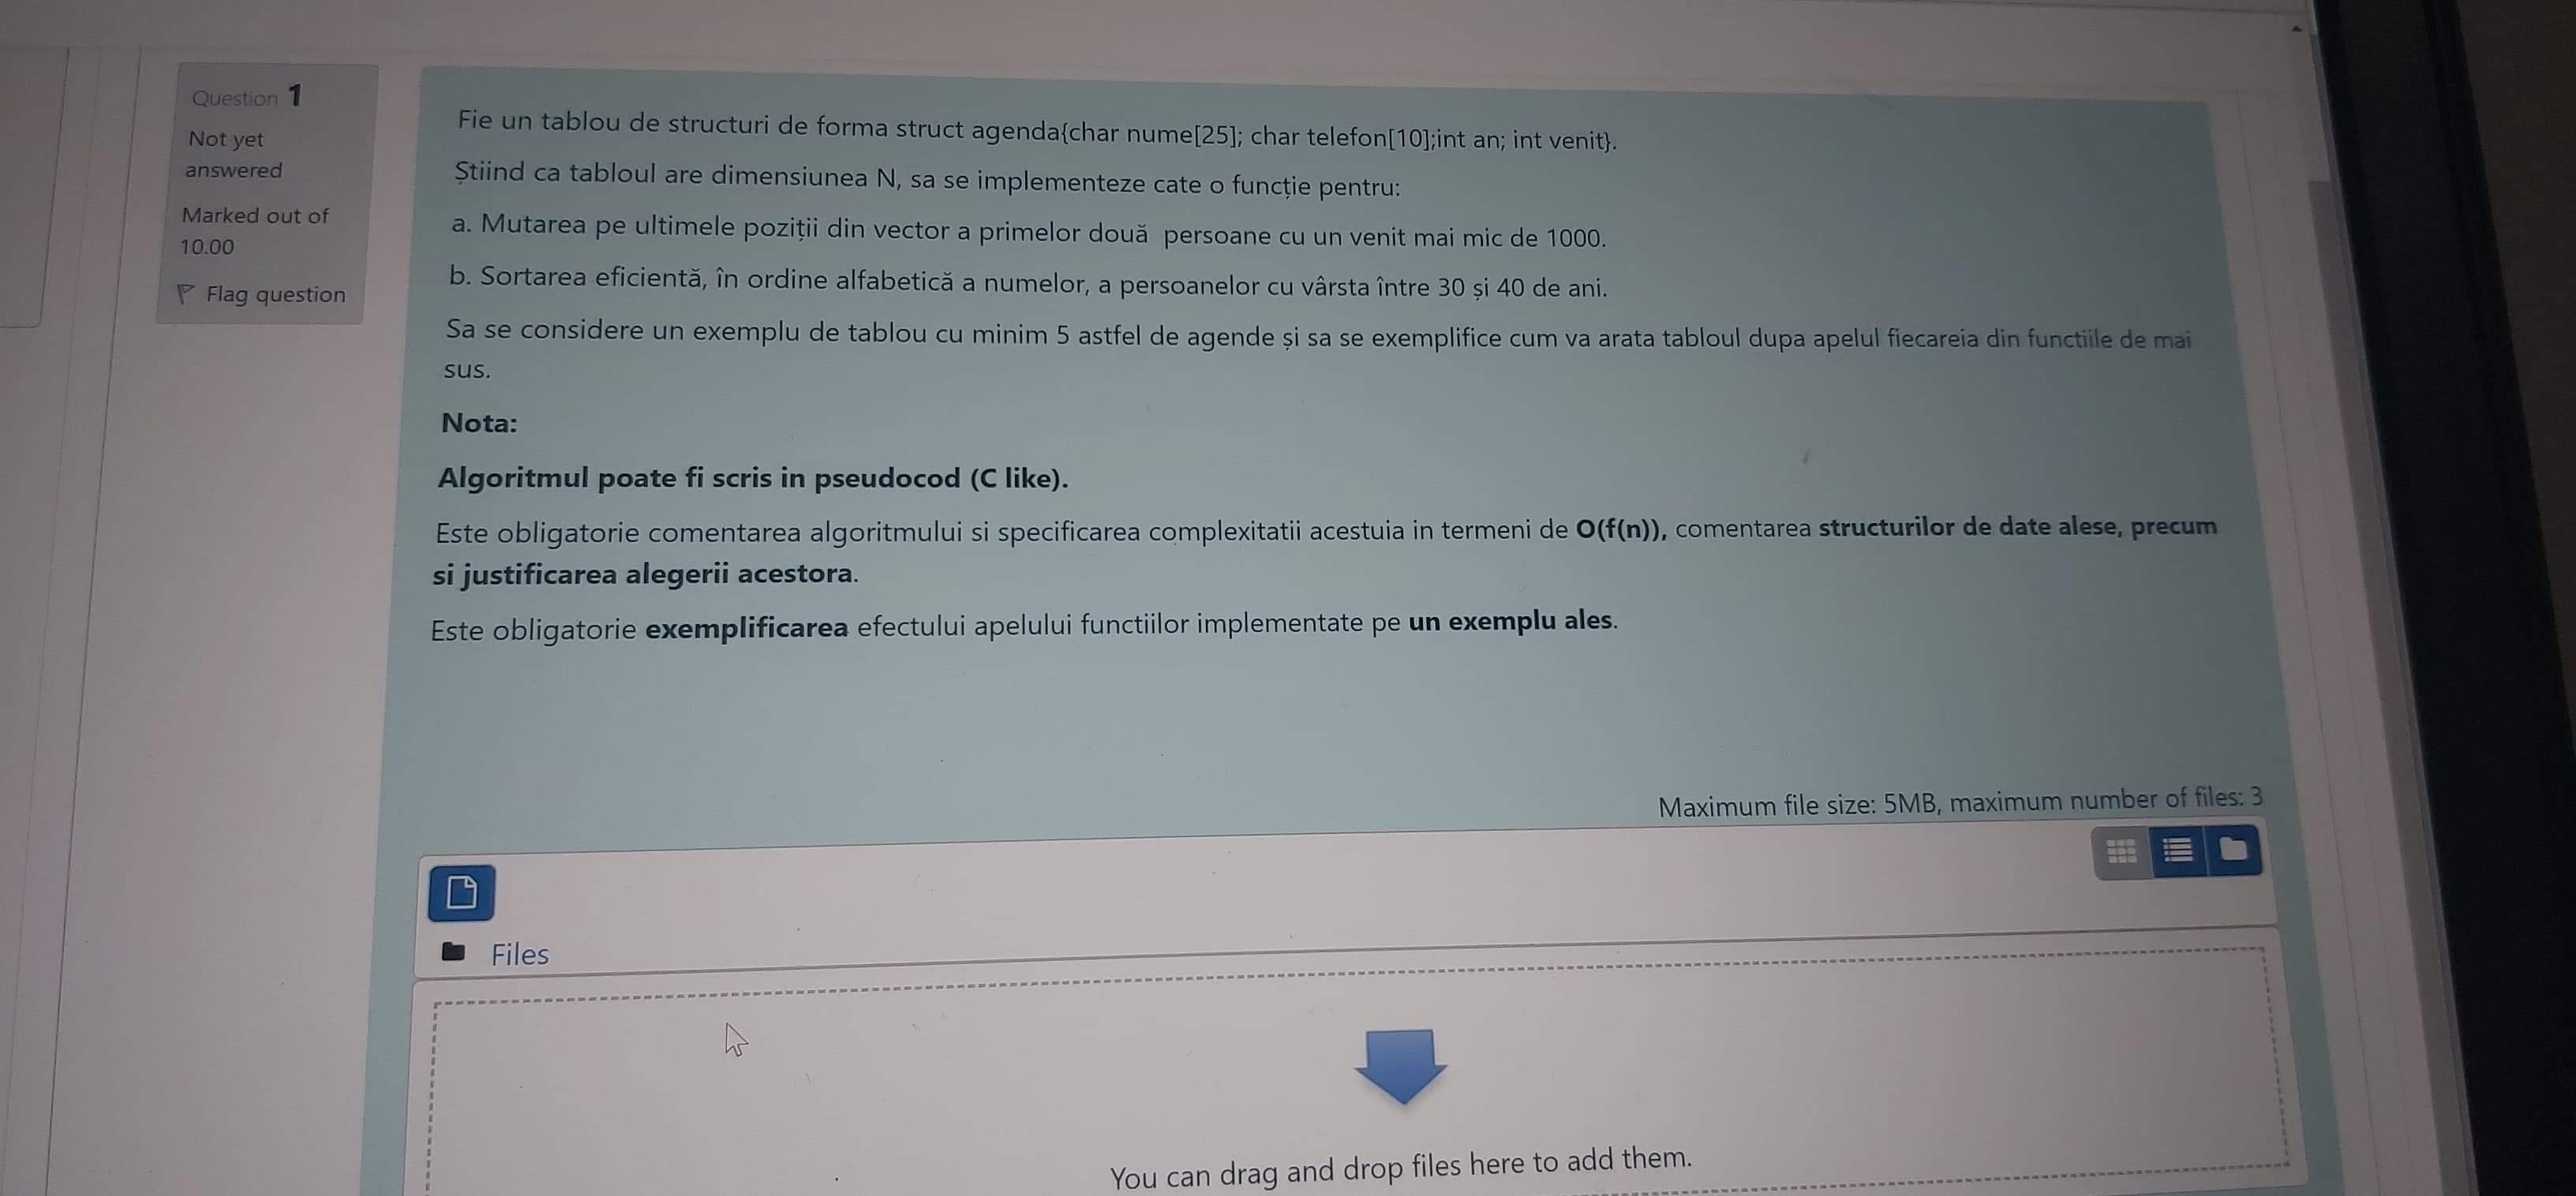 Question 1
Not yet
answered
Marked out of
10.00
Flag question
Fie un tablou de structuri de forma struct agenda{char nume[25]; char telefon[10];int an; int venit}.
Știind ca tabloul are dimensiunea N, sa se implementeze cate o funcție pentru:
a. Mutarea pe ultimele poziții din vector a primelor două persoane cu un venit mai mic de 1000.
b. Sortarea eficientă, în ordine alfabetică a numelor, a persoanelor cu vârsta între 30 și 40 de ani.
Sa se considere un exemplu de tablou cu minim 5 astfel de agende și sa se exemplifice cum va arata tabloul dupa apelul fiecareia din functiile de mai
sus.
Nota:
Algoritmul poate fi scris in pseudocod (C like).
Este obligatorie comentarea algoritmului si specificarea complexitatii acestuia in termeni de O(f(n)), comentarea structurilor de date alese, precum
si justificarea alegerii acestora.
Este obligatorie exemplificarea efectului apelului functiilor implementate pe un exemplu ales.
Maximum file size: 5MB, maximum number of files: 3
Files
You can drag and drop files here to add them.